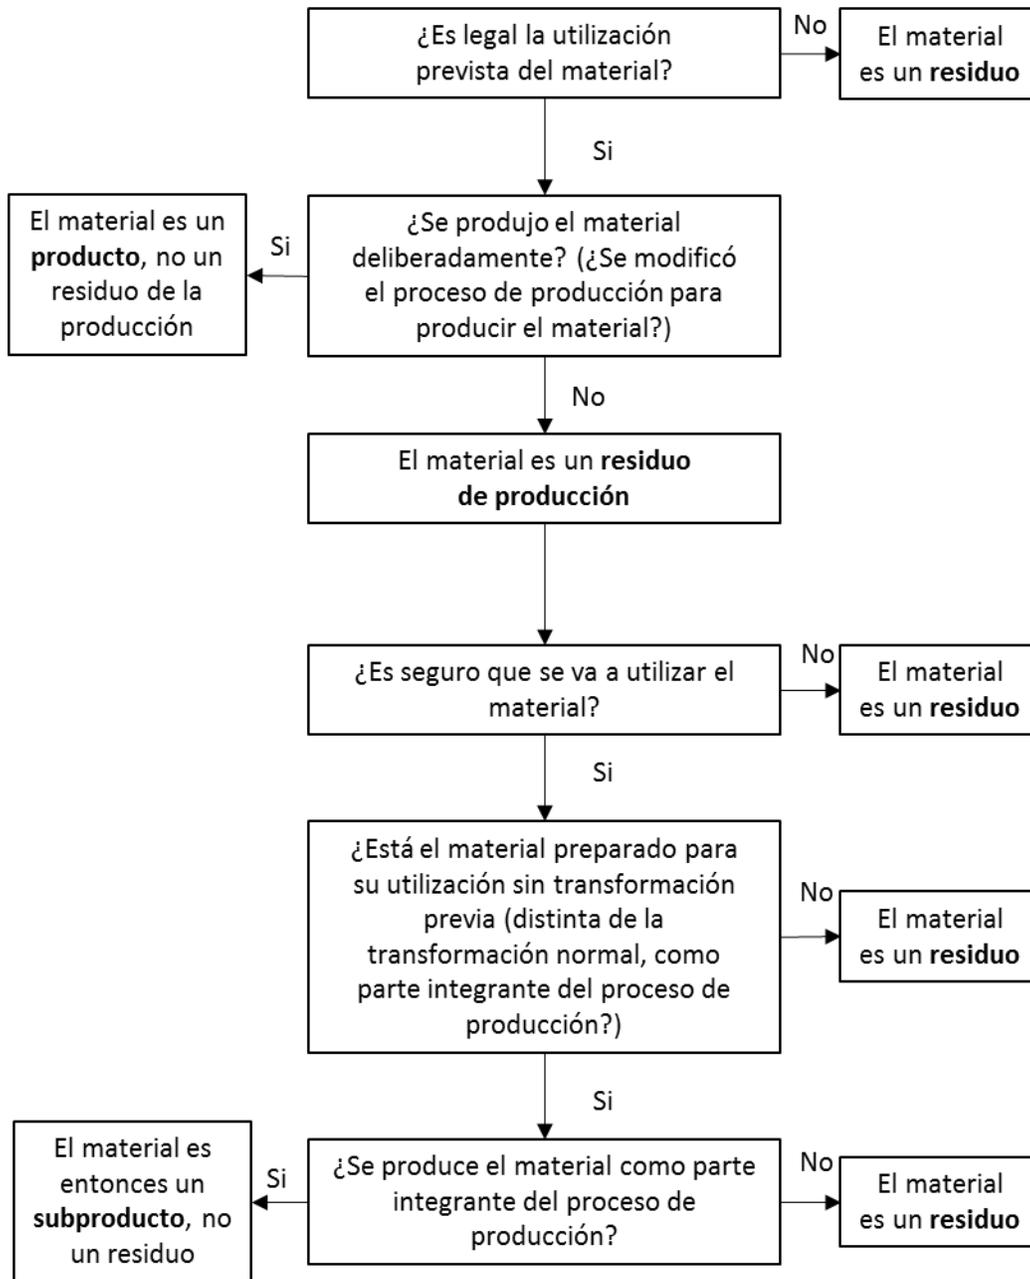 ¿Es legal la utilización
prevista del material?
No
El material
es un residuo
Si
¿Se produjo el material
deliberadamente? (¿Se modificó
el proceso de producción para
producir el material?)
Si
El material es un
producto, no un
residuo de la
producción
No
El material es un residuo
de producción
¿Es seguro que se va a utilizar el
material?
No
El material
es un residuo
Si
¿Está el material preparado para
su utilización sin transformación
previa (distinta de la
transformación normal, como
parte integrante del proceso de
producción?)
No
El material
es un residuo
Si
¿Se produce el material como parte
integrante del proceso de
producción?
No
El material
es un residuo
Si
El material es
entonces un
subproducto, no
un residuo